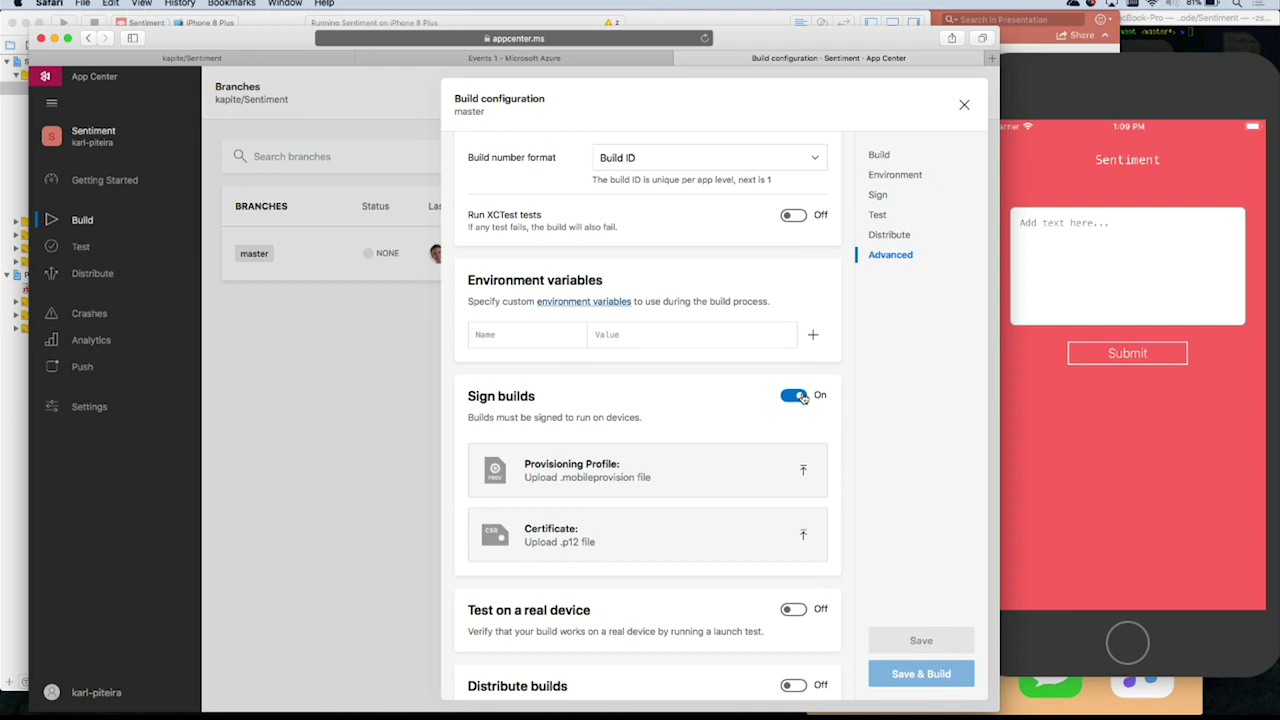 Safari File Edit View History Bookmarks Window Help
81%
Sentiment iPhone 8 Plus
Running Sentiment on iPhone 8 Plus
2
Search in Presentation
Share
appcenter.ms
kapite/Sentiment
Events 1 - Microsoft Azure
Build configuration · Sentiment · App Center
App Center
S
Sentiment
karl-piteira
Getting Started
Build
Test
Distribute
Crashes
Analytics
Push
Settings
karl-piteira
Branches
kapite/Sentiment
Search branches
BRANCHES Status
master NONE
Build configuration
master
Build number format
Build ID
The build ID is unique per app level, next is 1
Run XCTest tests
Off
If any test fails, the build will also fail.
Environment variables
Specify custom environment variables to use during the build process.
Name Value
Sign builds
On
Builds must be signed to run on devices.
Provisioning Profile:
Upload .mobileprovision file
Certificate:
Upload .p12 file
Test on a real device
Off
Verify that your build works on a real device by running a launch test.
Distribute builds
Off
Build
Environment
Sign
Test
Distribute
Advanced
Save
Save & Build
1:09 PM
Sentiment
Add text here...
Submit